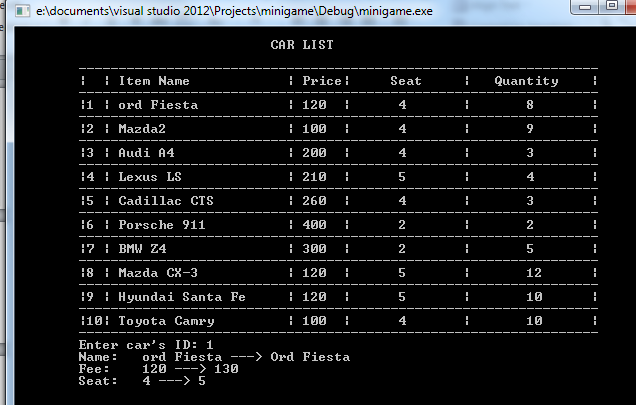 e:\documents\visual studio 2012\Projects\minigame\Debug\minigame.exe
CAR LIST
¦ ¦ Item Name ¦ Price¦ Seat ¦ Quantity ¦
¦1 ¦ ord Fiesta ¦ 120 ¦ 4 ¦ 8 ¦
¦2 ¦ Mazda2 ¦ 100 ¦ 4 ¦ 9 ¦
¦3 ¦ Audi A4 ¦ 200 ¦ 4 ¦ 3 ¦
¦4 ¦ Lexus LS ¦ 210 ¦ 5 ¦ 4 ¦
¦5 ¦ Cadillac CTS ¦ 260 ¦ 4 ¦ 3 ¦
¦6 ¦ Porsche 911 ¦ 400 ¦ 2 ¦ 2 ¦
¦7 ¦ BMW Z4 ¦ 300 ¦ 2 ¦ 5 ¦
¦8 ¦ Mazda CX-3 ¦ 120 ¦ 5 ¦ 12 ¦
¦9 ¦ Hyundai Santa Fe ¦ 120 ¦ 5 ¦ 10 ¦
¦10¦ Toyota Camry ¦ 100 ¦ 4 ¦ 10 ¦
Enter car's ID: 1
Name: ord Fiesta ---> Ord Fiesta
Fee: 120 ---> 130
Seat: 4 ---> 5